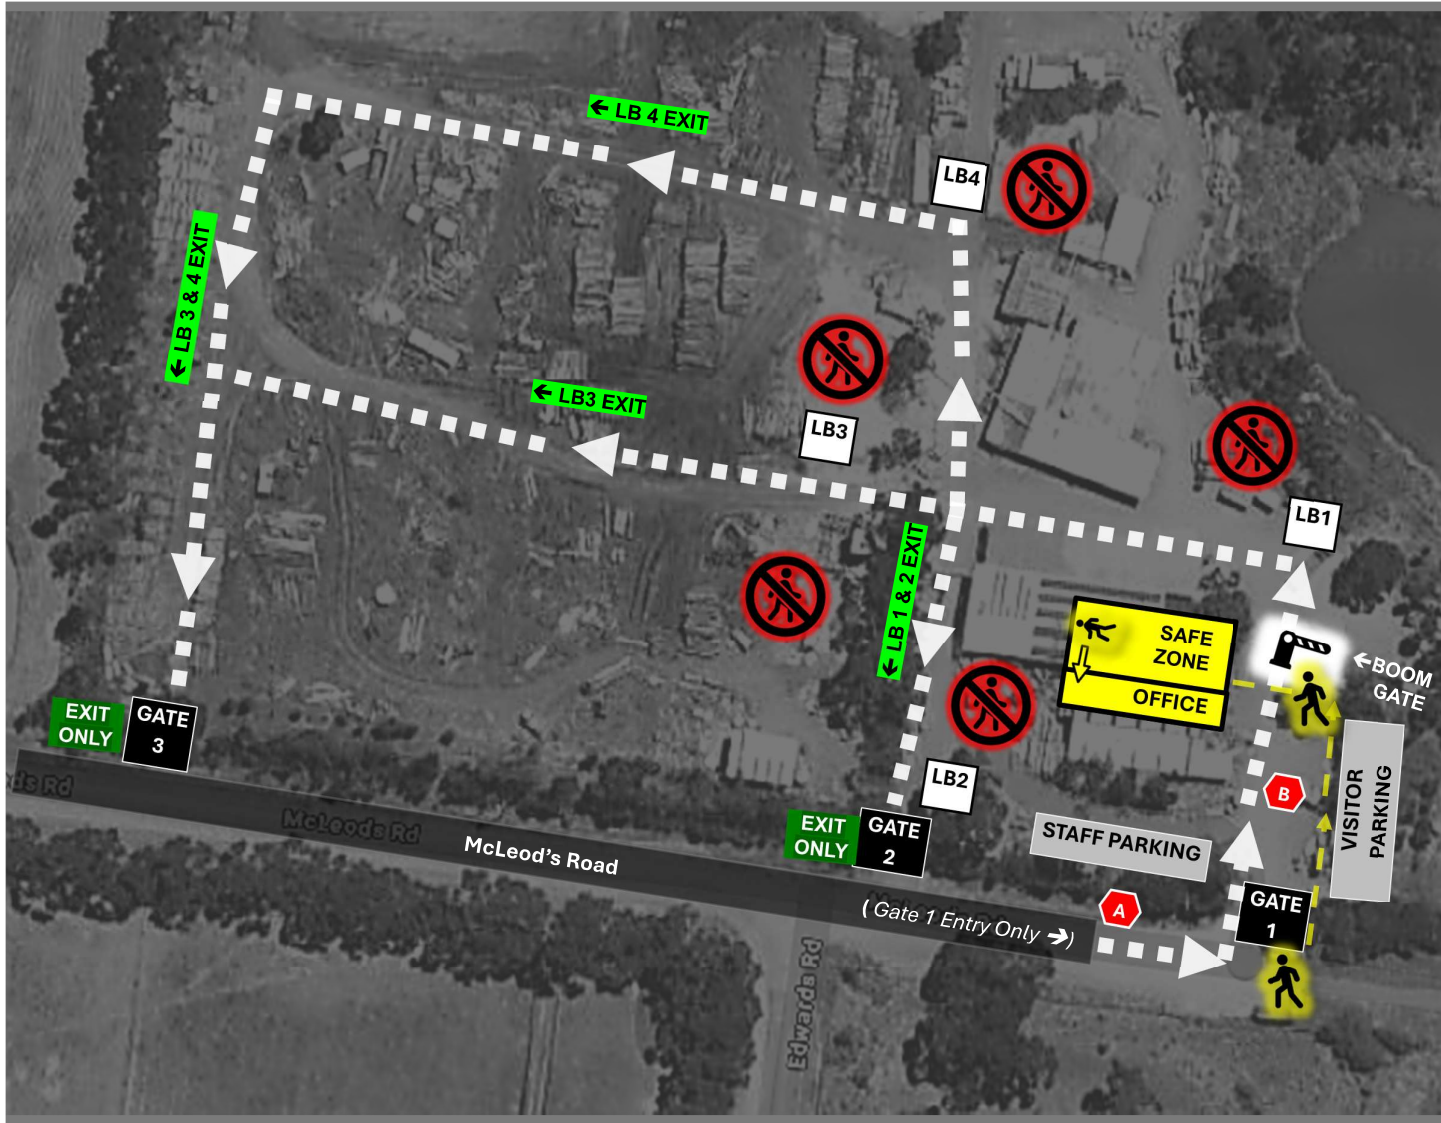 ← LB 4 EXIT
LB4
← LB 3 & 4 EXIT
← LB3 EXIT
LB3
LB1
← LB 1 & 2 EXIT
SAFE
ZONE
OFFICE
←BOOM
GATE
EXIT
ONLY
GATE
3
LB2
B
VISITOR
PARKING
STAFF PARKING
EXIT
ONLY
GATE
2
ds Rd
McLeods Rd
McLeod’s Road
A
( Gate 1 Entry Only →)
GATE
1
Edwards Rd